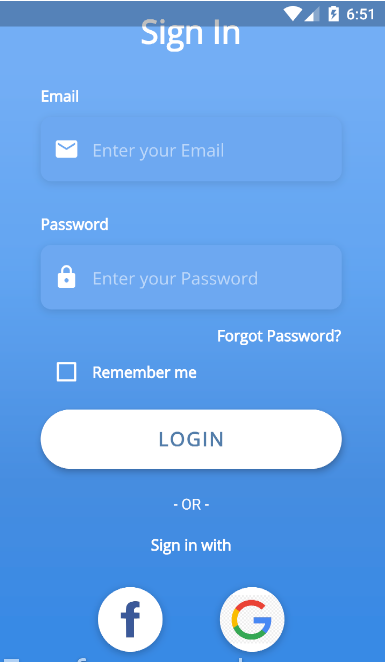 6:51
Sign In
Email
Enter your Email
Password
Enter your Password
Forgot Password?
Remember me
LOGIN
- OR -
Sign in with
f G